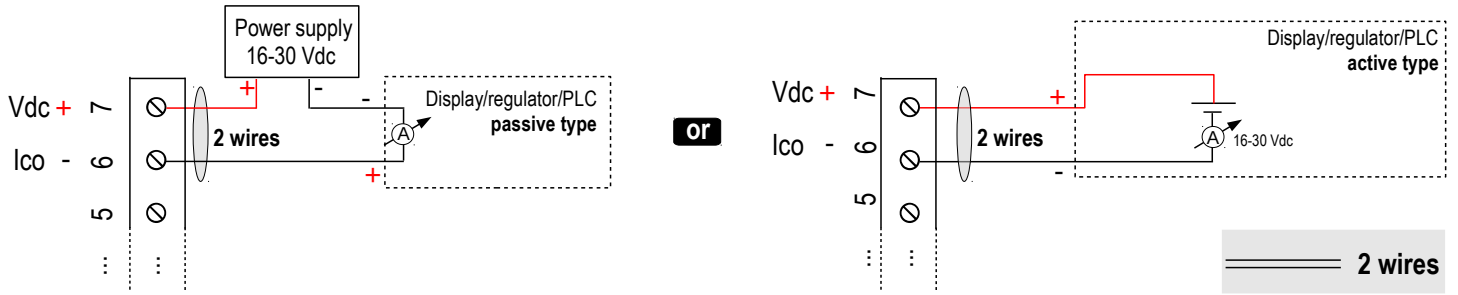 Power supply
16-30 Vdc
+
-
-
Display/regulator/PLC
passive type
Vdc + 7
2 wires
A
Ico - 6
+
5
...
...
or
Display/regulator/PLC
active type
Vdc + 7
+
2 wires
A
16-30 Vdc
Ico - 6
-
5
...
...
2 wires